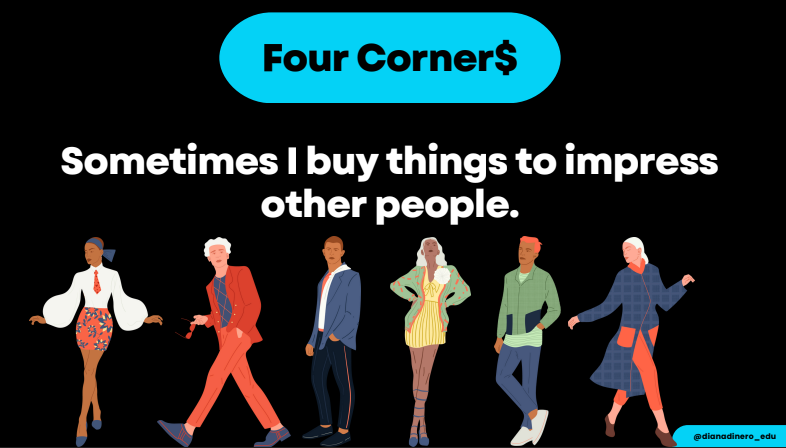 Four Corner$
Sometimes I buy things to impress
other people.
@dianadinero_edu